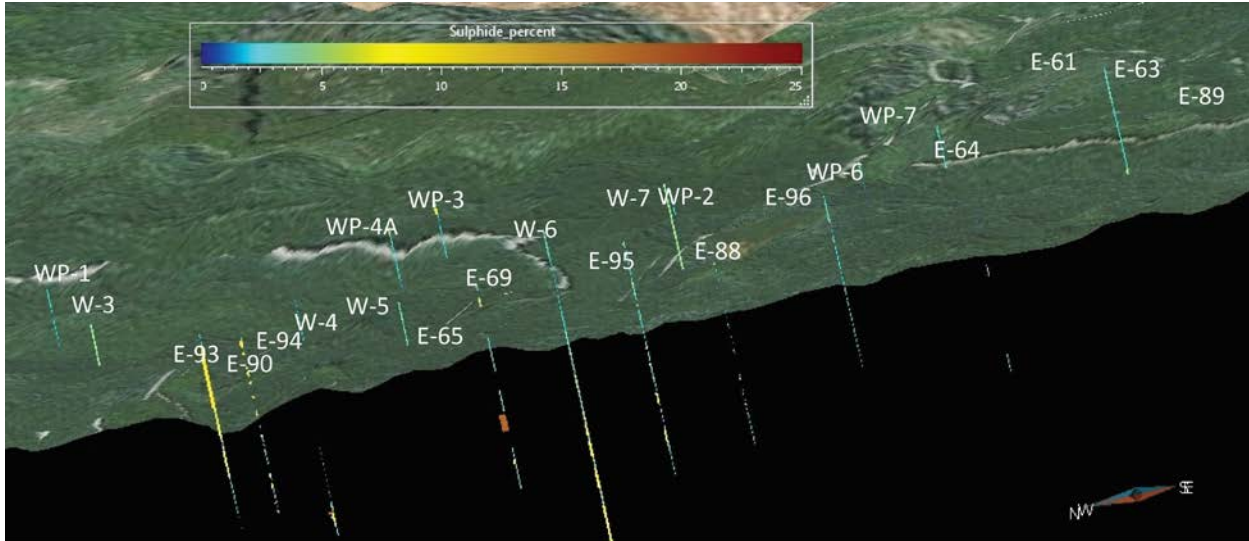 Sulphide_percent
0 5 10 15 20 25
E-61
E-63
E-89
WP-7
E-64
WP-6
E-96
W-7
WP-2
WP-3
WP-4A
W-6
E-88
E-95
WP-1
E-69
W-3
W-5
W-4
E-65
E-94
E-93
E-90
NW
SE